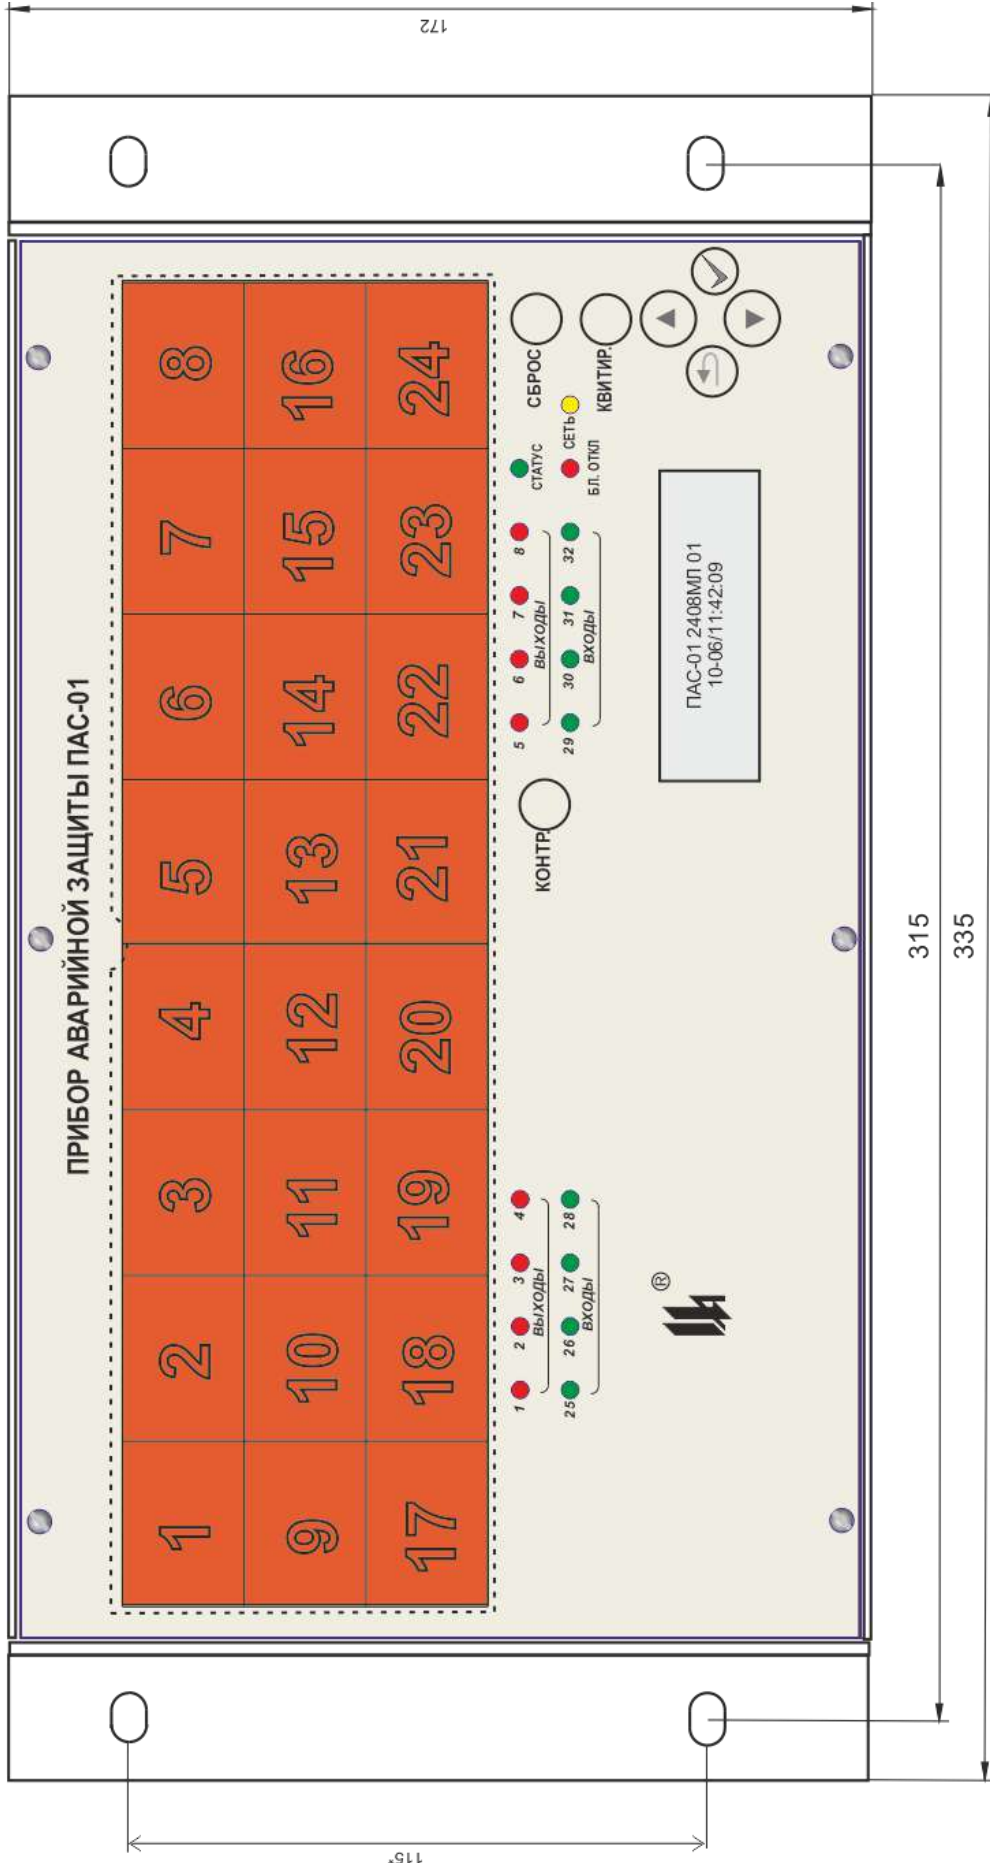 ПРИБОР АВАРИЙНОЙ ЗАЩИТЫ ПАС-01
1 2 3 4 5 6 7 8
9 10 11 12 13 14 15 16
17 18 19 20 21 22 23 24
1 2 3 4
ВЫХОДЫ
25 26 27 28
ВХОДЫ
КОНТР.
5 6 7 8
ВЫХОДЫ
29 30 31 32
ВХОДЫ
СТАТУС
СЕТЬ
БЛ. ОТКЛ
СБРОС
КВИТИР.
ПАС-01 2408МЛ 01
10-06/11:42:09
®
172
115*
315
335